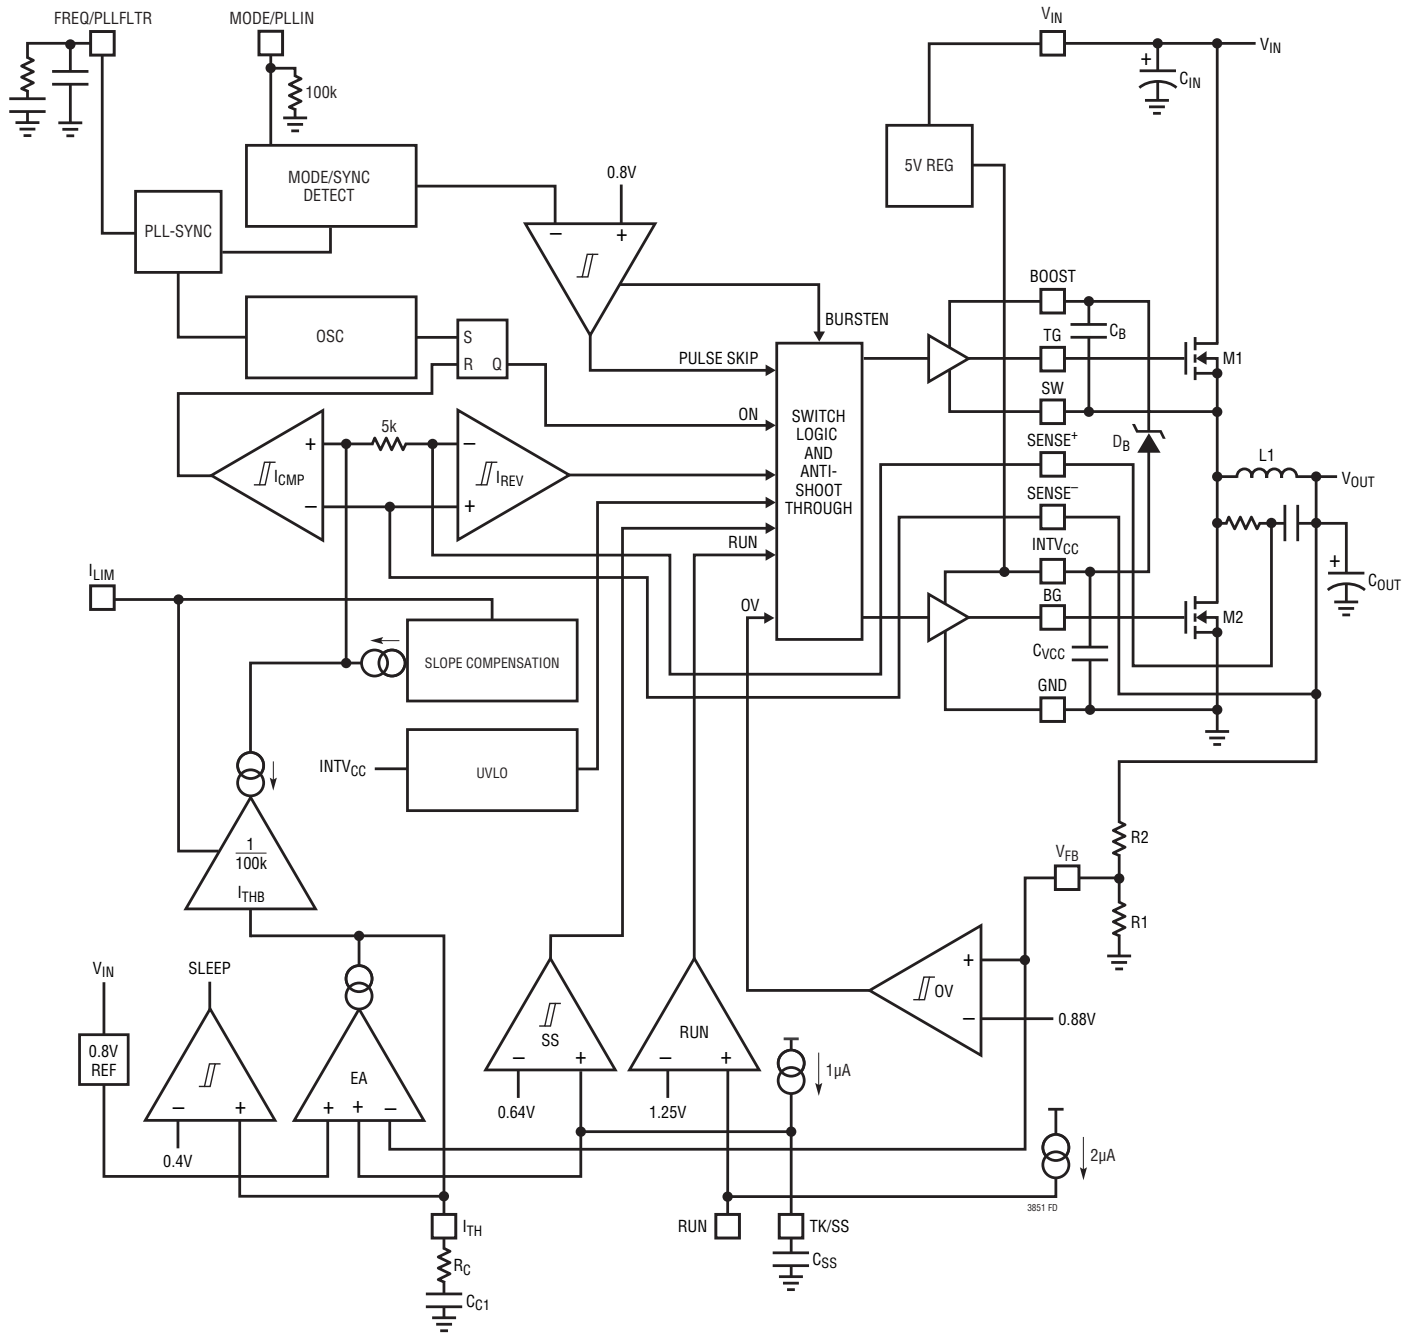 FREQ/PLLFLTR
MODE/PLLIN
VIN
VIN
+
CIN
100k
MODE/SYNC
DETECT
5V REG
0.8V
PLL-SYNC
−
+
BOOST
BURSTEN
OSC
S
R
Q
PULSE SKIP
TG
CB
M1
SW
ON
SWITCH
LOGIC
AND
ANTI-
SHOOT
THROUGH
5k
+
−
ICMP
−
+
IREV
SENSE+
DB
L1
VOUT
SENSE−
RUN
INTVCC
+
COUT
ILIM
OV
BG
M2
SLOPE COMPENSATION
CVCC
GND
INTVCC
UVLO
1
100k
ITHB
R2
VFB
R1
VIN
SLEEP
+
OV
−
0.88V
0.8V
REF
SS
RUN
EA
−
+
−
+
1µA
−
+
+
+
−
0.64V
1.25V
0.4V
2µA
3851 FD
ITH
RUN
TK/SS
RC
CSS
CC1